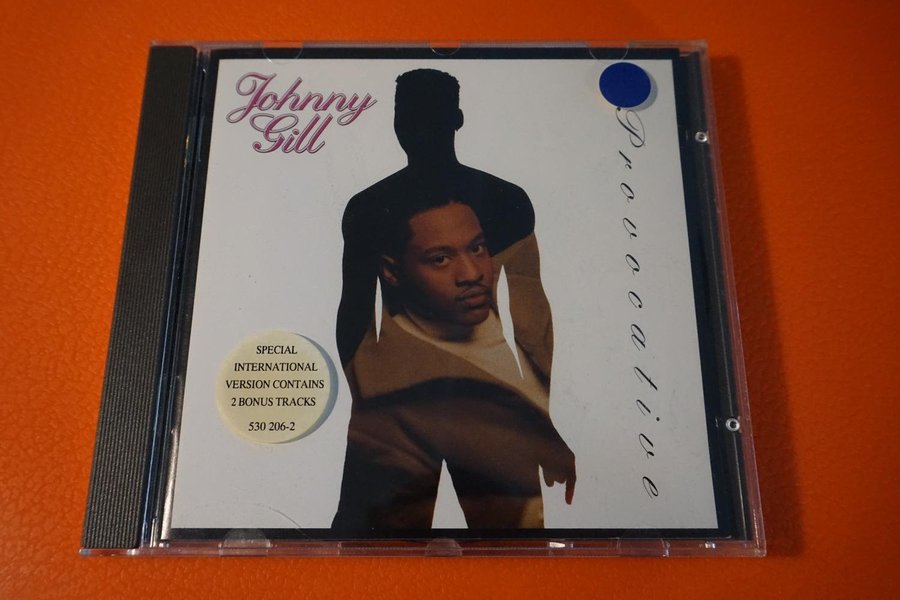 Johnny
Gill
Provocative
SPECIAL
INTERNATIONAL
VERSION CONTAINS
2 BONUS TRACKS
530 206-2